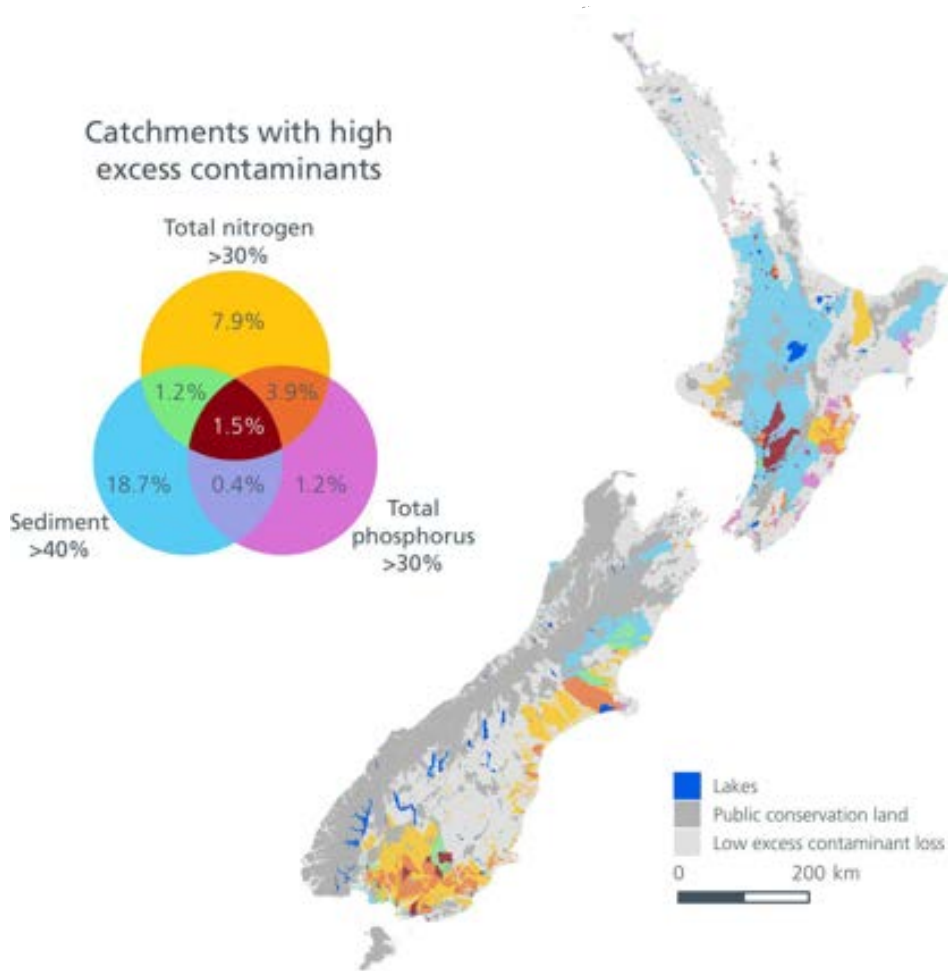 Catchments with high
excess contaminants
Total nitrogen
>30%
7.9%
1.2%
3.9%
1.5%
18.7%
0.4%
1.2%
Sediment
>40%
Total
phosphorus
>30%
Lakes
Public conservation land
Low excess contaminant loss
0
200 km